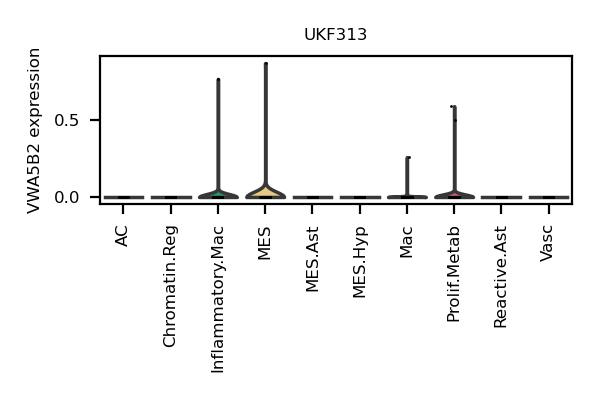 UKF313
VWA5B2 expression
0.5
0.0
AC
Chromatin.Reg
Inflammatory.Mac
MES
MES.Ast
MES.Hyp
Mac
Prolif.Metab
Reactive.Ast
Vasc